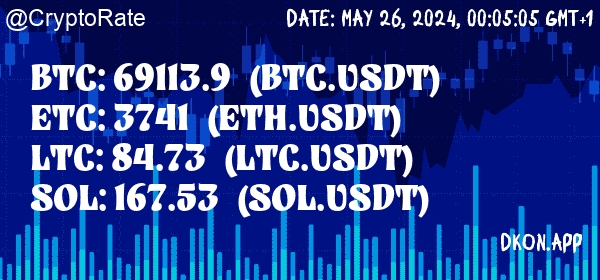 @CryptoRate
DATE: MAY 26, 2024, 00:05:05 GMT+1
BTC: 69113.9 (BTC.USDT)
ETC: 3741 (ETH.USDT)
LTC: 84.73 (LTC.USDT)
SOL: 167.53 (SOL.USDT)
DKON.APP